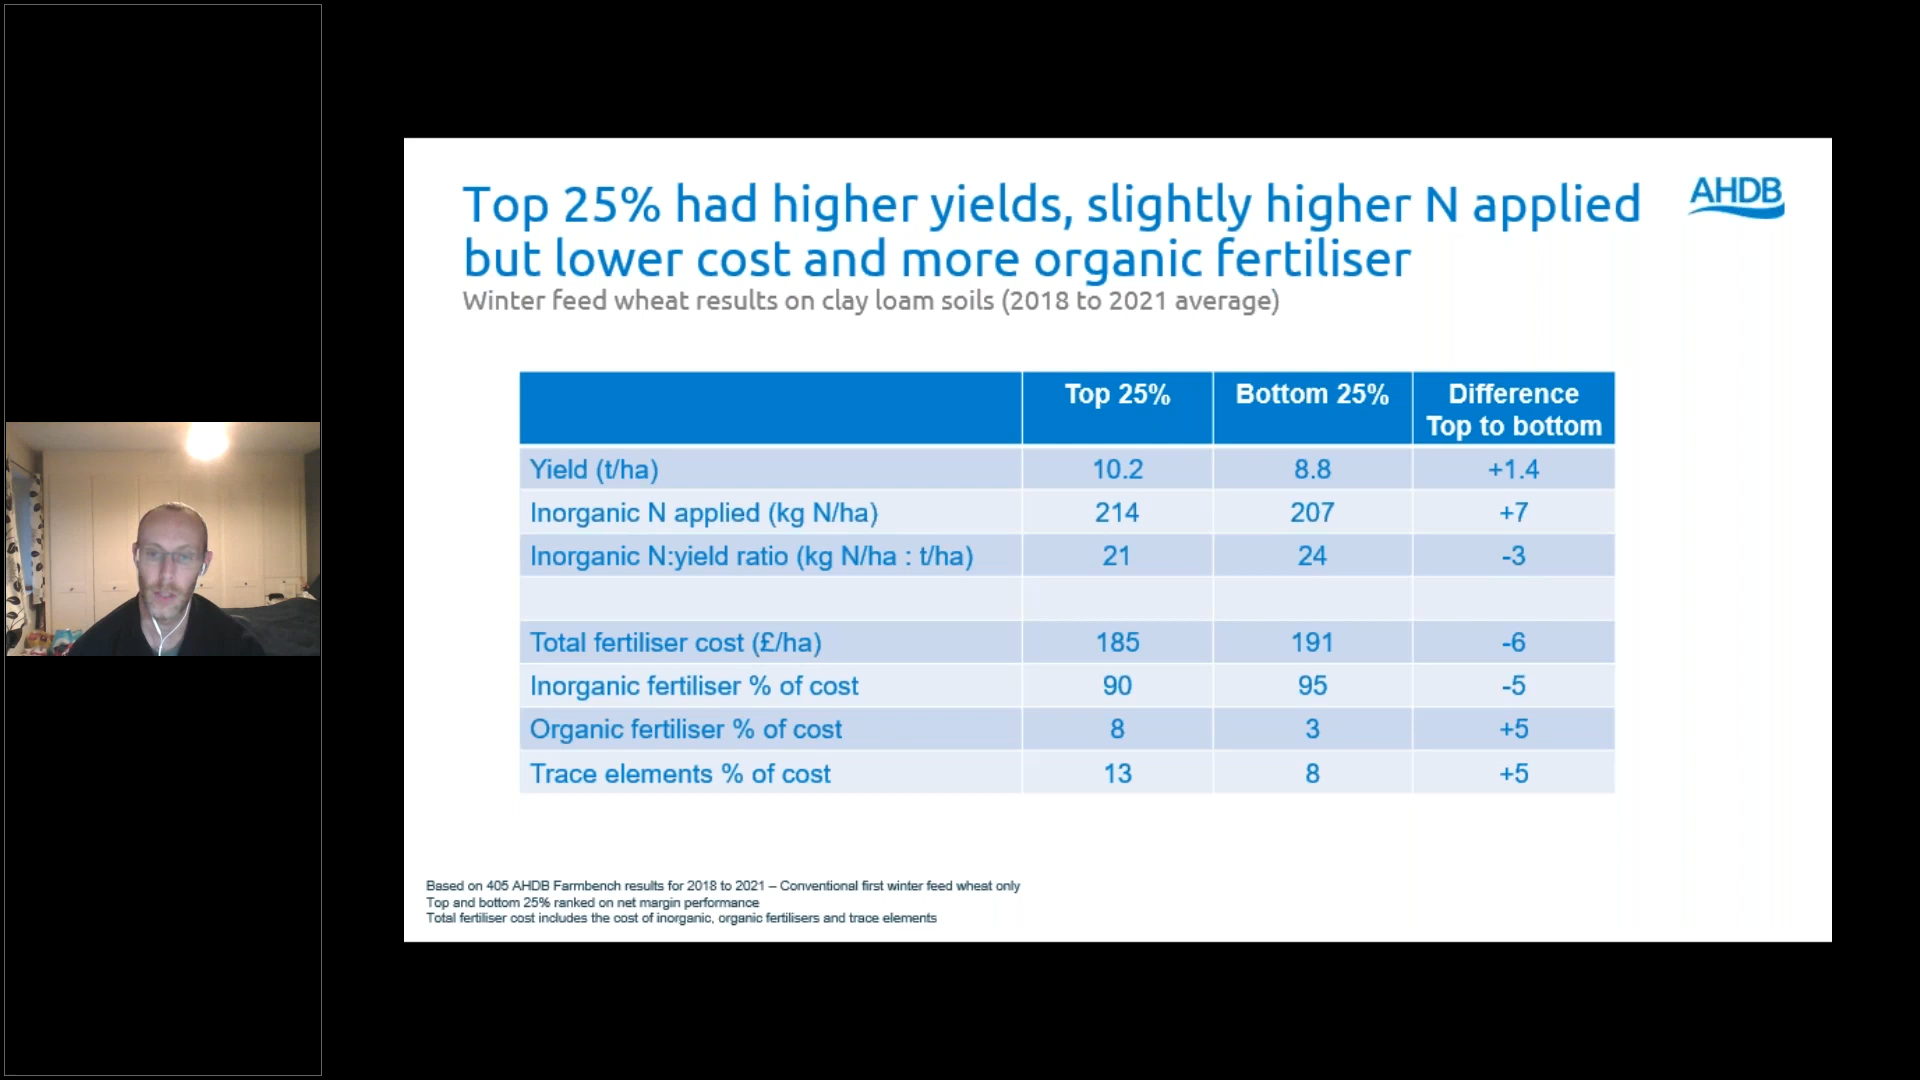 Top 25% had higher yields, slightly higher N applied
but lower cost and more organic fertiliser
AHDB
Winter feed wheat results on clay loam soils (2018 to 2021 average)
Top 25% Bottom 25% Difference
Top to bottom
Yield (t/ha) 10.2 8.8 +1.4
Inorganic N applied (kg N/ha) 214 207 +7
Inorganic N:yield ratio (kg N/ha : t/ha) 21 24 -3
Total fertiliser cost (£/ha) 185 191 -6
Inorganic fertiliser % of cost 90 95 -5
Organic fertiliser % of cost 8 3 +5
Trace elements % of cost 13 8 +5
Based on 405 AHDB Farmbench results for 2018 to 2021 – Conventional first winter feed wheat only
Top and bottom 25% ranked on net margin performance
Total fertiliser cost includes the cost of inorganic, organic fertilisers and trace elements